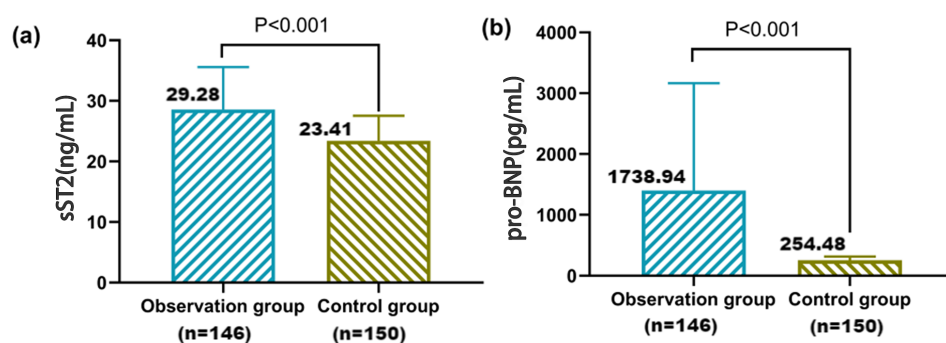 (a)
P<0.001
sST2(ng/mL)
40
30
20
10
0
29.28
23.41
Observation group
(n=146)
Control group
(n=150)
(b)
P<0.001
pro-BNP(pg/mL)
4000
3000
2000
1000
0
1738.94
254.48
Observation group
(n=146)
Control group
(n=150)